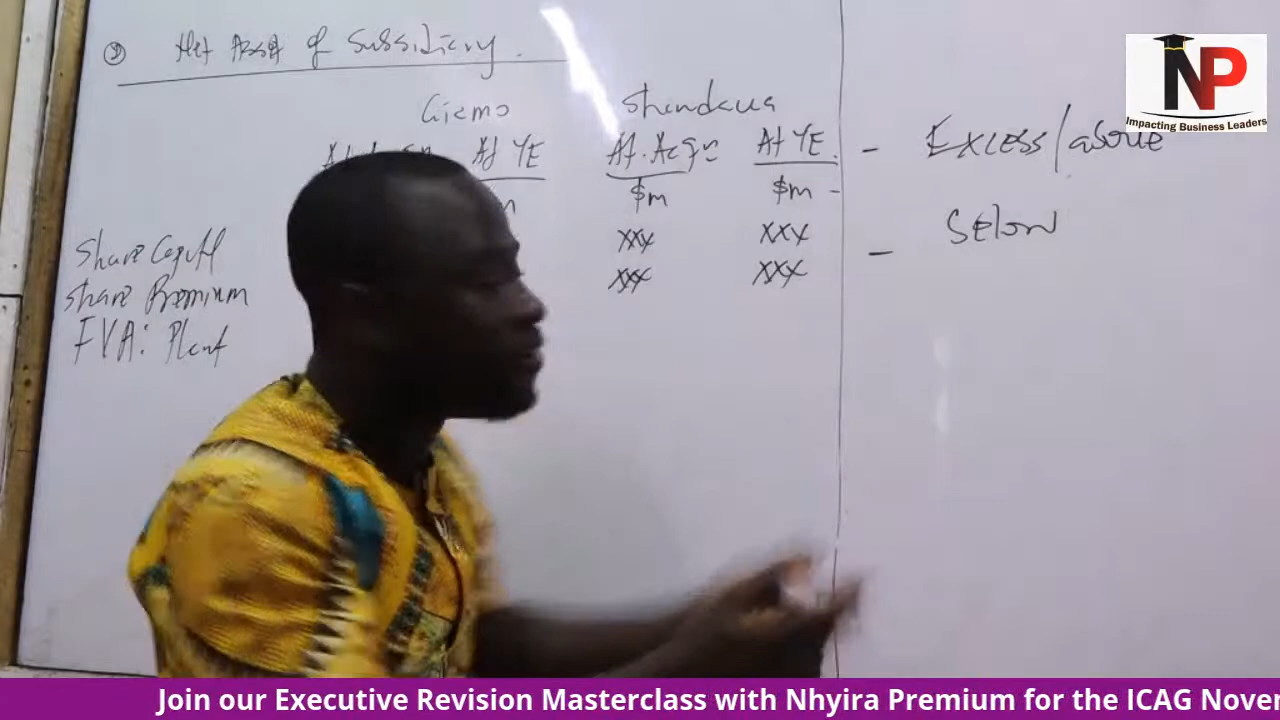 ③ Net Asset of Subsidiary.
Gizmo
At YE
At. Acqn At YE
$m $m
Share Capital xxx xxx
Share Premium xxx xxx
FVA: Plant
- Excess/above
- below
NP
Impacting Business Leaders
Join our Executive Revision Masterclass with Nhyira Premium for the ICAG Nover